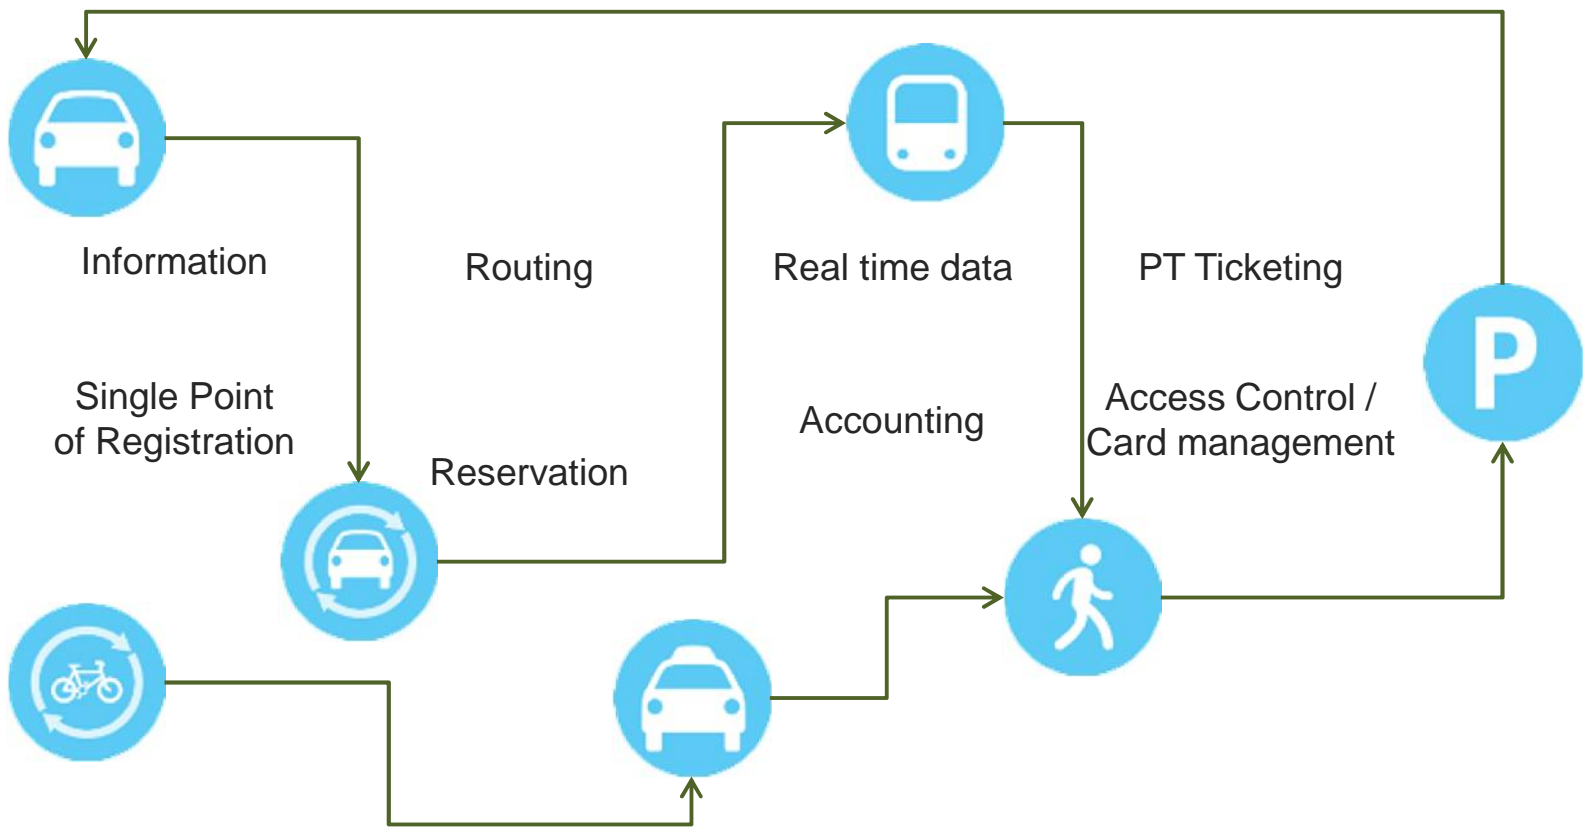 Information
Routing
Real time data
PT Ticketing
Single Point
of Registration
Reservation
Accounting
Access Control /
Card management
P